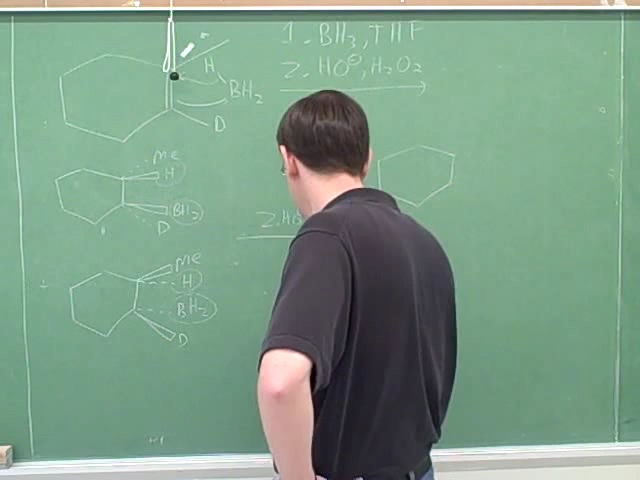 1. BH3, THF
2. HO⊖, H2O2
H
BH2
D
Me
H
BH2
D
2. HO
+
Me
H
BH2
D